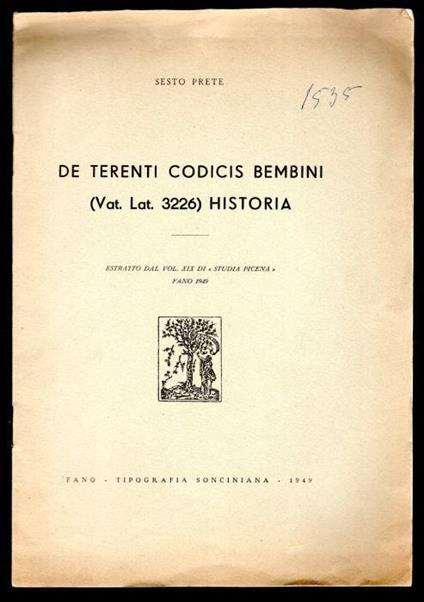 SESTO PRETE
1535
DE TERENTI CODICIS BEMBINI
(Vat. Lat. 3226) HISTORIA
ESTRATTO DAL VOL. XIX DI « STUDIA PICENA »
FANO 1949
FANO - TIPOGRAFIA SONCINIANA - 1949